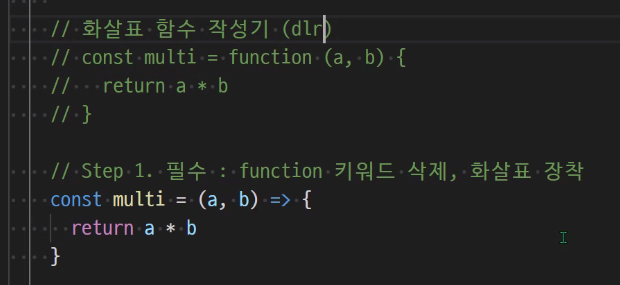 // 화살표 함수 작성기 (dlr)
// const multi = function (a, b) {
//   return a * b
// }
// Step 1. 필수 : function 키워드 삭제, 화살표 장착
const multi = (a, b) => {
  return a * b
}